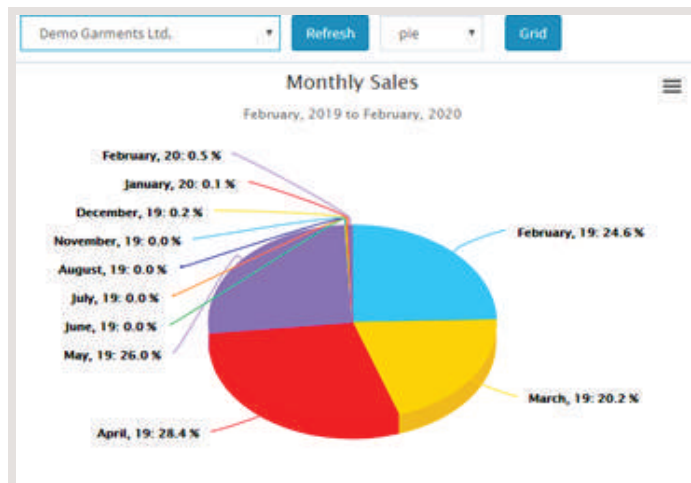 Demo Garments Ltd.
Refresh
pie
Grid
Monthly Sales
February, 2019 to February, 2020
February, 20: 0.5 %
January, 20: 0.1 %
December, 19: 0.2 %
November, 19: 0.0 %
August, 19: 0.0 %
July, 19: 0.0 %
June, 19: 0.0 %
May, 19: 26.0 %
April, 19: 28.4 %
February, 19: 24.6 %
March, 19: 20.2 %